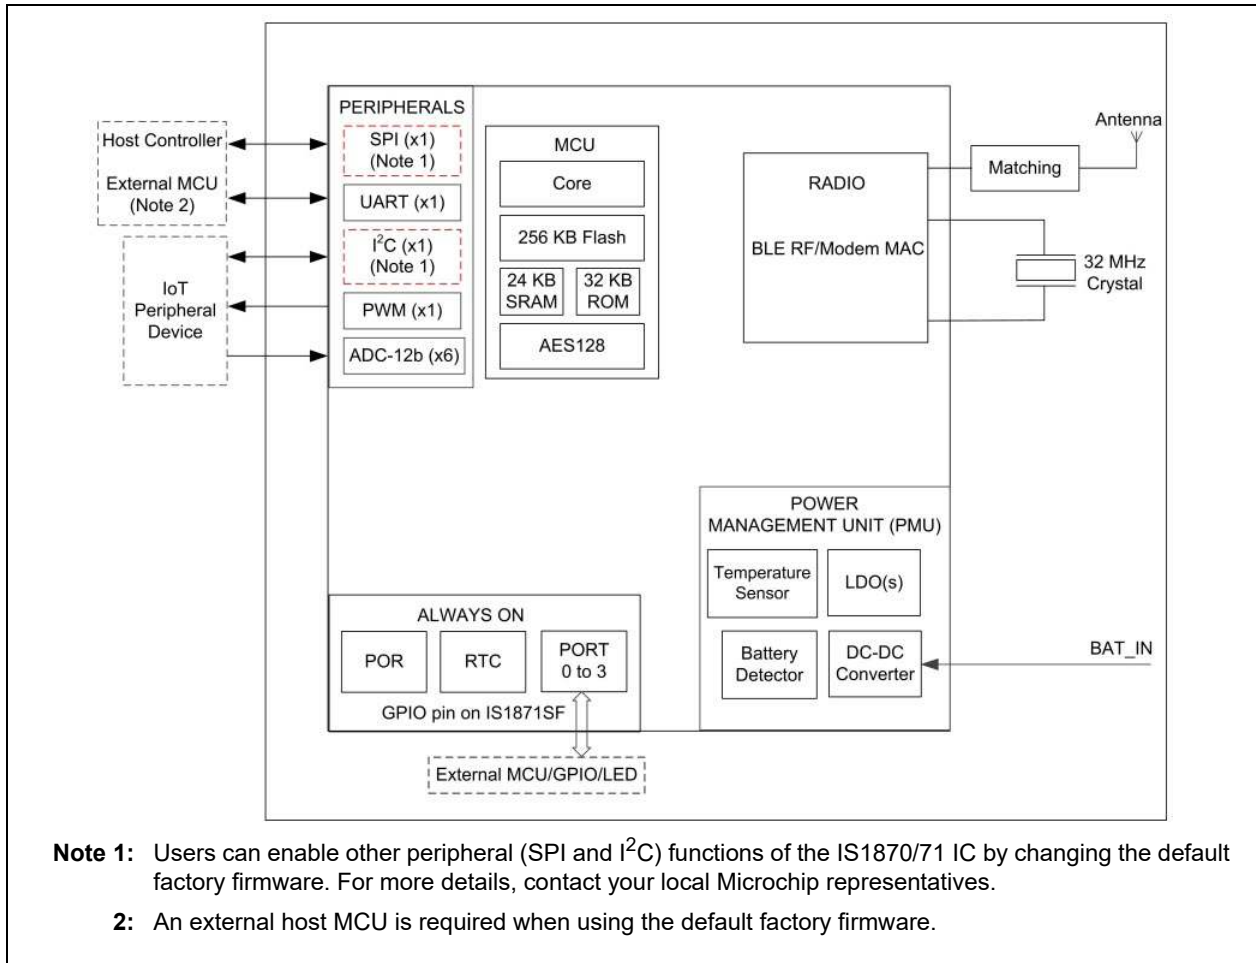 PERIPHERALS
Host Controller
External MCU
(Note 2)
SPI (x1)
(Note 1)
UART (x1)
I²C (x1)
(Note 1)
PWM (x1)
ADC-12b (x6)
IoT
Peripheral
Device
MCU
Core
256 KB Flash
24 KB
SRAM
32 KB
ROM
AES128
RADIO
BLE RF/Modem MAC
Matching
Antenna
32 MHz
Crystal
POWER
MANAGEMENT UNIT (PMU)
Temperature
Sensor
LDO(s)
Battery
Detector
DC-DC
Converter
BAT_IN
ALWAYS ON
POR
RTC
PORT
0 to 3
GPIO pin on IS1871SF
External MCU/GPIO/LED
Note 1: Users can enable other peripheral (SPI and I²C) functions of the IS1870/71 IC by changing the default
factory firmware. For more details, contact your local Microchip representatives.
2: An external host MCU is required when using the default factory firmware.